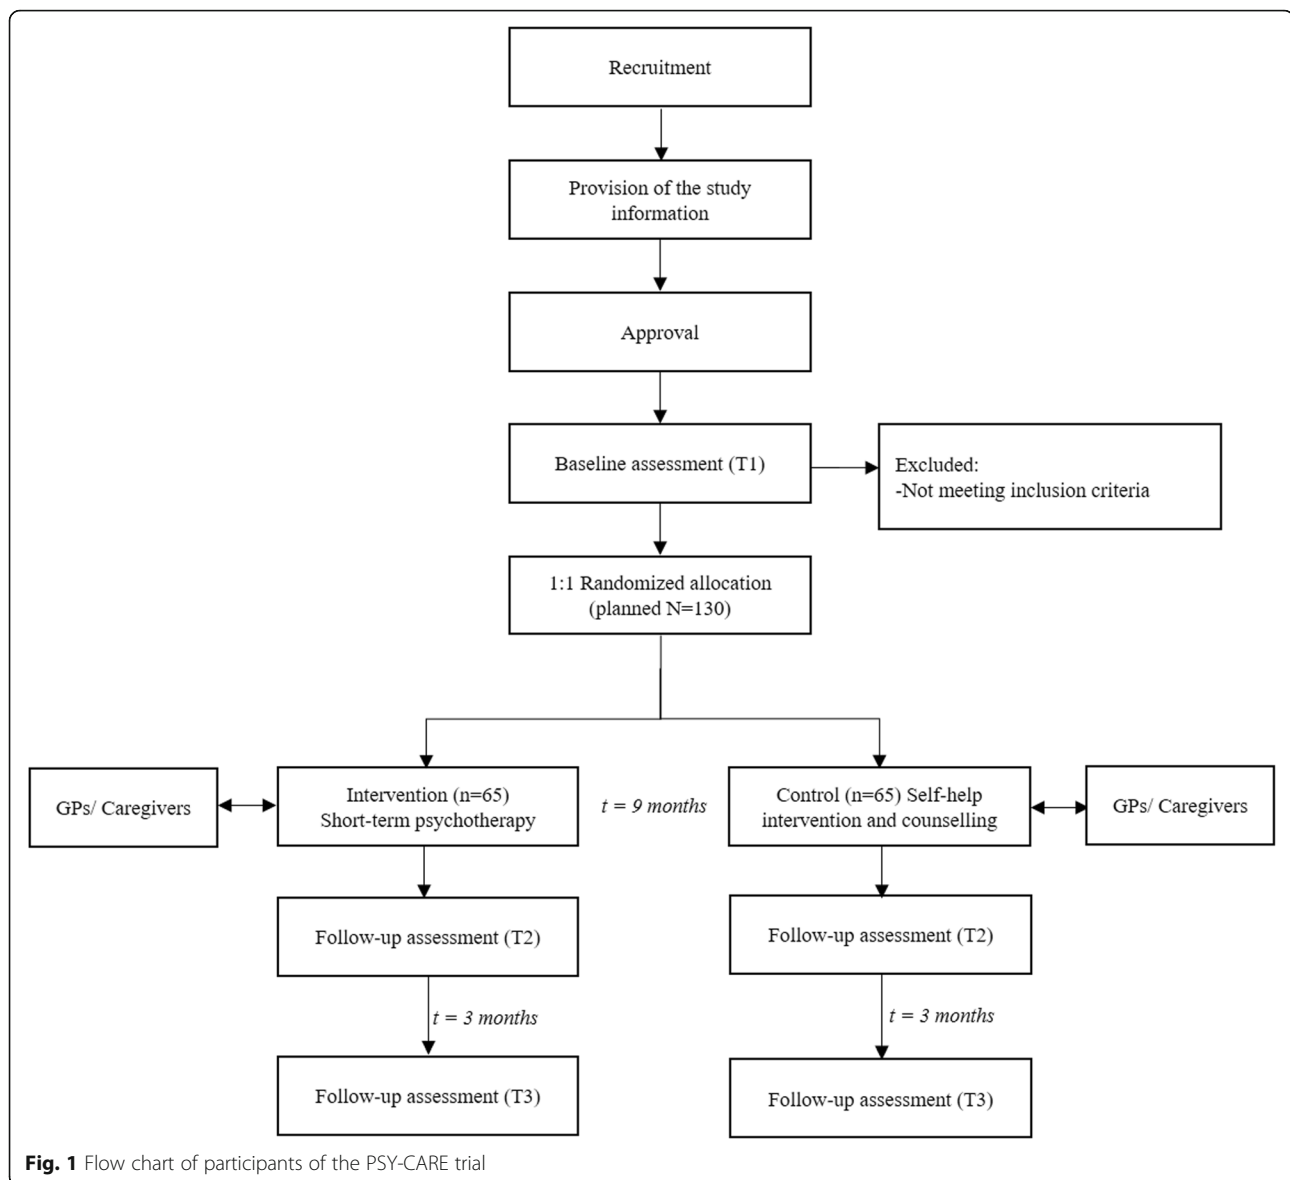 Recruitment
Provision of the study
information
Approval
Baseline assessment (T1)
Excluded:
-Not meeting inclusion criteria
1:1 Randomized allocation
(planned N=130)
GPs/ Caregivers
Intervention (n=65)
Short-term psychotherapy
t = 9 months
Control (n=65) Self-help
intervention and counselling
GPs/ Caregivers
Follow-up assessment (T2)
Follow-up assessment (T2)
t = 3 months
t = 3 months
Follow-up assessment (T3)
Follow-up assessment (T3)
Fig. 1 Flow chart of participants of the PSY-CARE trial